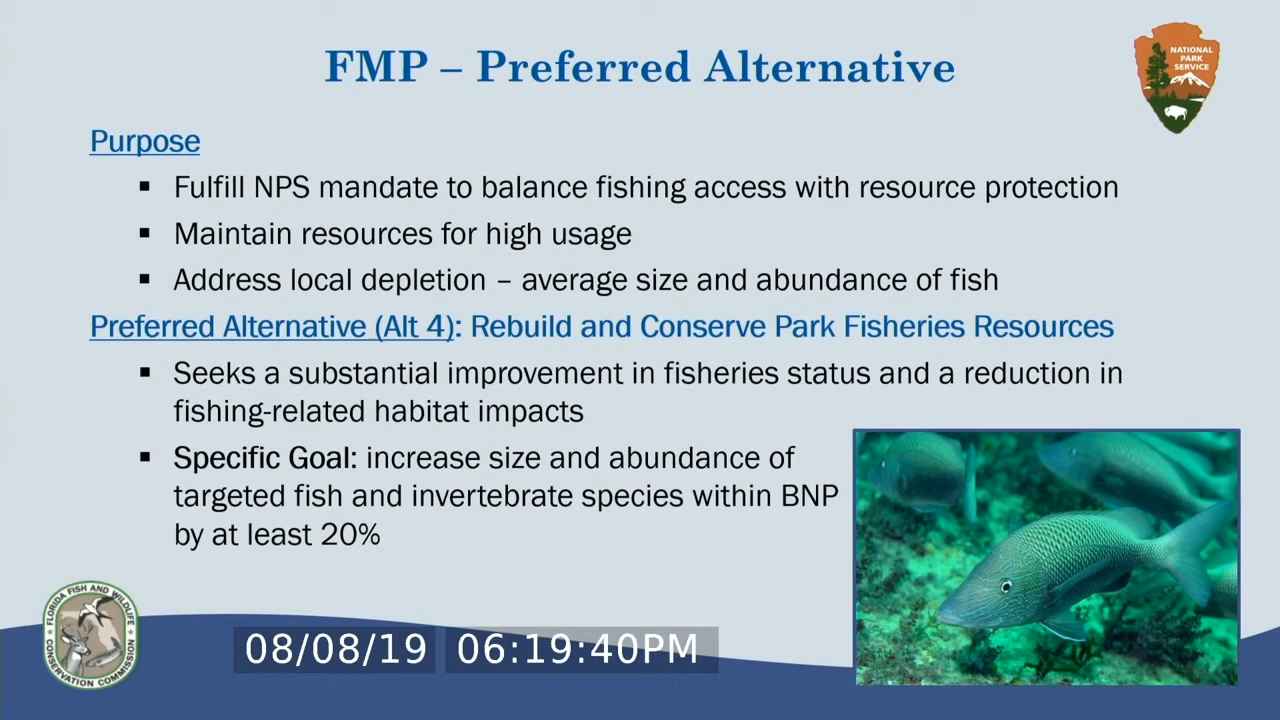 FMP – Preferred Alternative
NATIONAL
PARK
SERVICE
Purpose
▪ Fulfill NPS mandate to balance fishing access with resource protection
▪ Maintain resources for high usage
▪ Address local depletion – average size and abundance of fish
Preferred Alternative (Alt 4): Rebuild and Conserve Park Fisheries Resources
▪ Seeks a substantial improvement in fisheries status and a reduction in
fishing-related habitat impacts
▪ Specific Goal: increase size and abundance of
targeted fish and invertebrate species within BNP
by at least 20%
FLORIDA FISH AND WILDLIFE
CONSERVATION COMMISSION
08/08/19 06:19:40PM